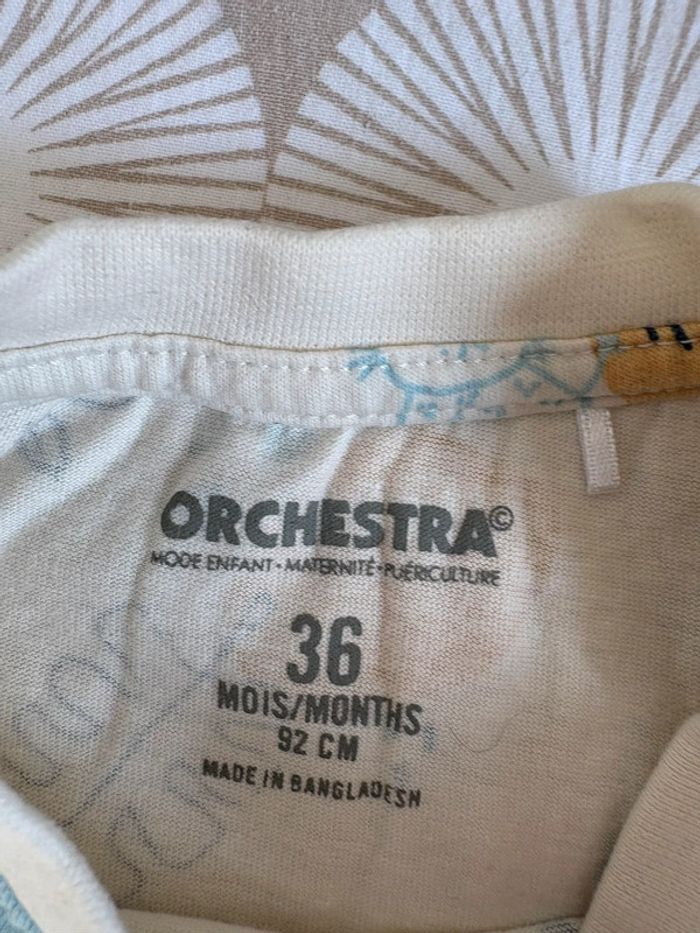 ORCHESTRA©
MODE ENFANT • MATERNITÉ • PUÉRICULTURE
36
MOIS/MONTHS
92 CM
MADE IN BANGLADESH